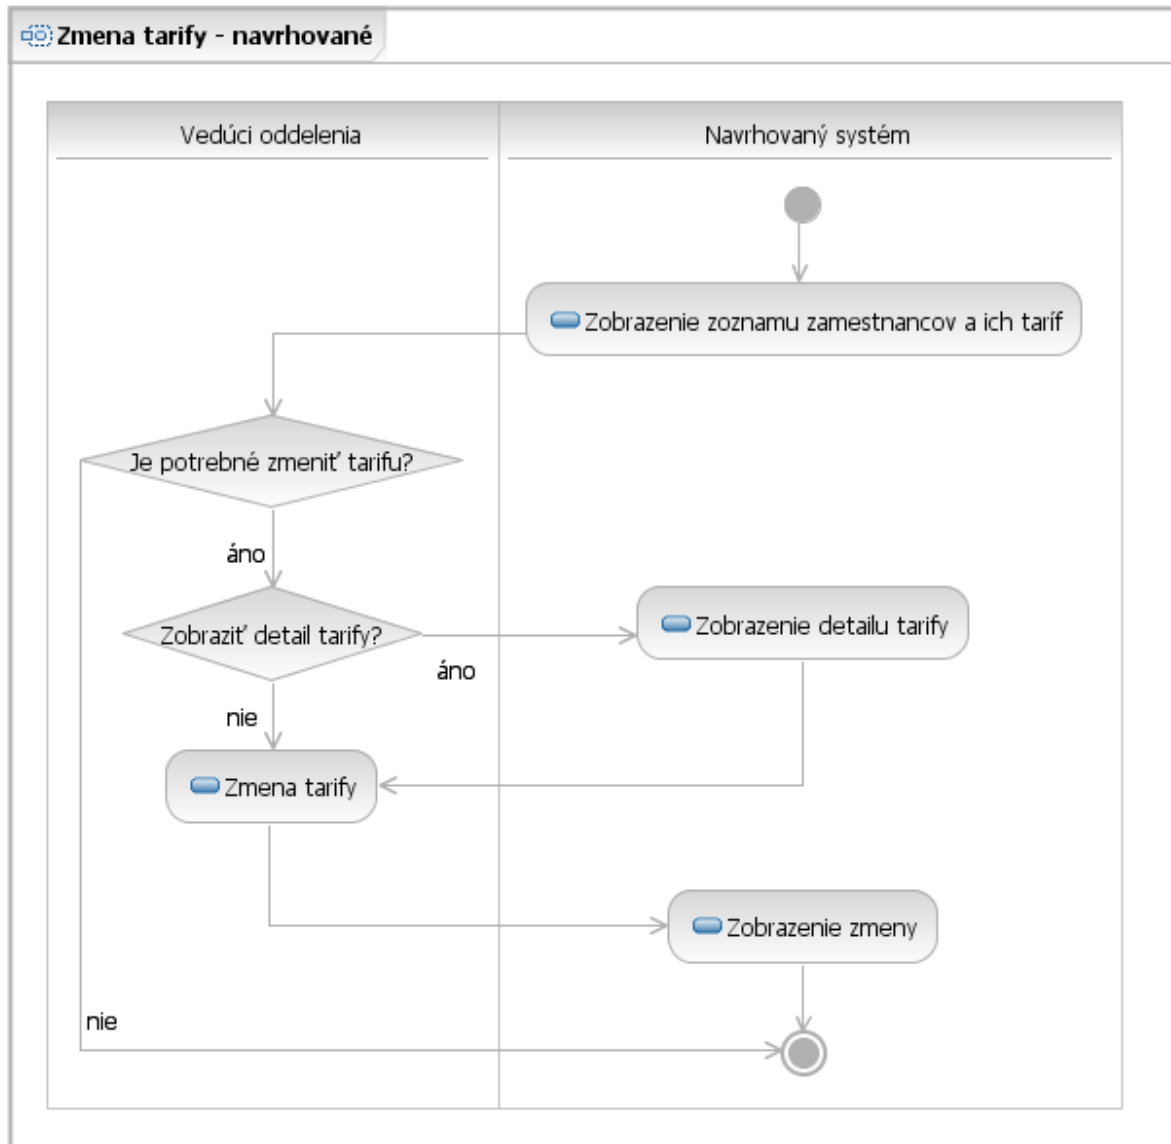 Zmena tarify - navrhované
Vedúci oddelenia
Navrhovaný systém
Zobrazenie zoznamu zamestnancov a ich taríf
Je potrebné zmeniť tarifu?
áno
Zobraziť detail tarify?
Zobrazenie detailu tarify
áno
nie
Zmena tarify
Zobrazenie zmeny
nie